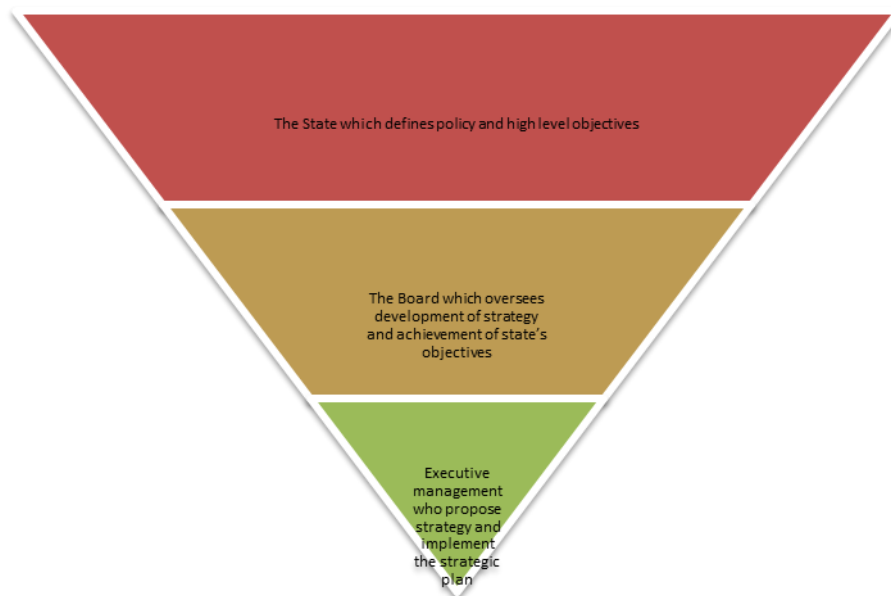 The State which defines policy and high level objectives
The Board which oversees
development of strategy
and achievement of state's
objectives
Executive
management
who propose
strategy and
implement
the strategic
plan